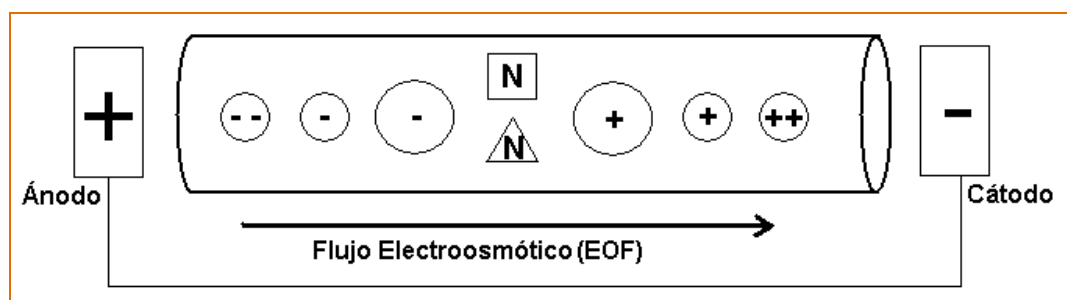 +
- -
-
-
N
N
+
+
++
-
Ánodo
Cátodo
Flujo Electroosmótico (EOF)